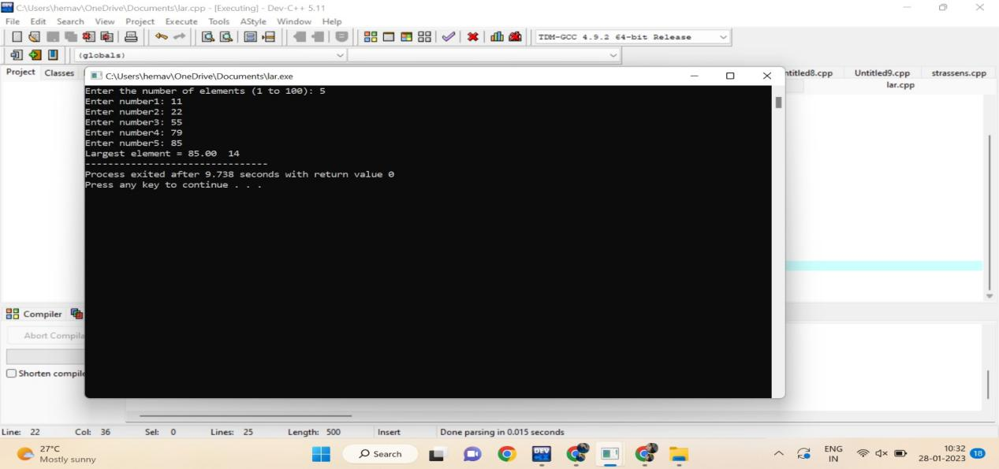 C:\Users\hemav\OneDrive\Documents\lar.cpp - [Executing] - Dev-C++ 5.11
File Edit Search View Project Execute Tools AStyle Window Help
TDM-GCC 4.9.2 64-bit Release
(globals)
Project Classes
ntitled8.cpp Untitled9.cpp strassens.cpp
lar.cpp
C:\Users\hemav\OneDrive\Documents\lar.exe
Enter the number of elements (1 to 100): 5
Enter number1: 11
Enter number2: 22
Enter number3: 55
Enter number4: 79
Enter number5: 85
Largest element = 85.00  14
--------------------------------
Process exited after 9.738 seconds with return value 0
Press any key to continue . . .
Compiler
Abort Compila
Shorten compile
Line: 22 Col: 36 Sel: 0 Lines: 25 Length: 500 Insert Done parsing in 0.015 seconds
27°C
Mostly sunny
Search
DEV
ENG
IN
10:32
28-01-2023
18